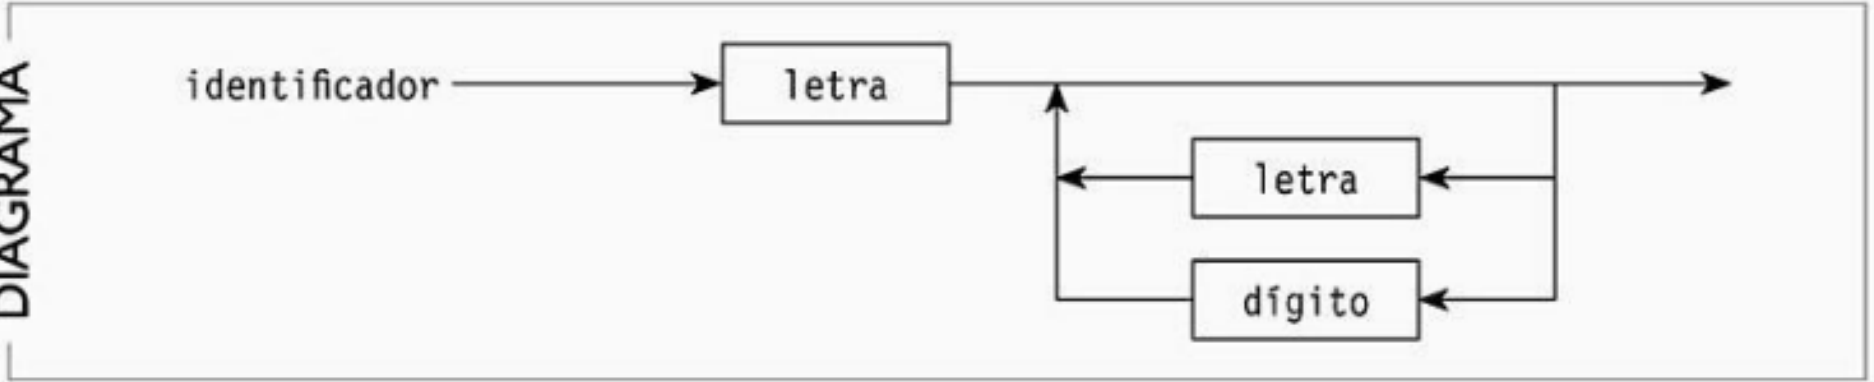 DIAGRAMA
identificador
letra
letra
dígito